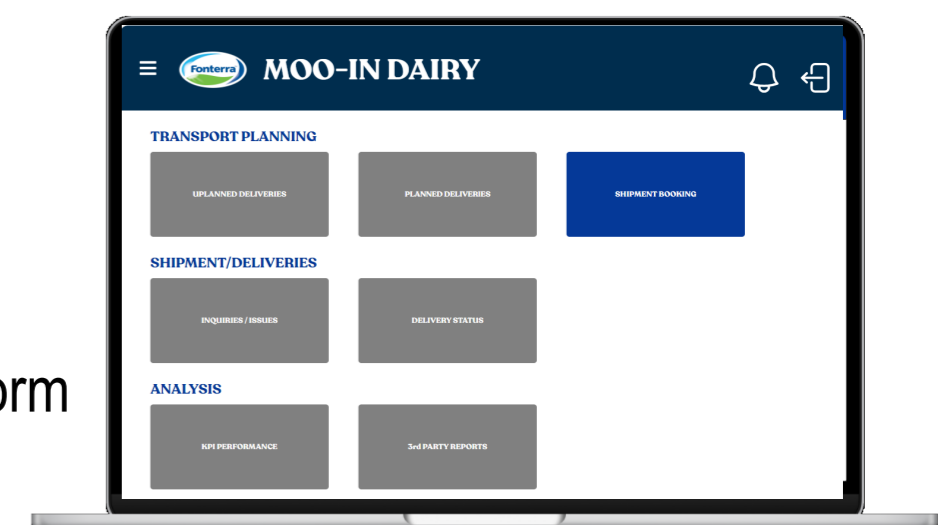 Fonterra MOO-IN DAIRY
TRANSPORT PLANNING
UPLANNED DELIVERIES PLANNED DELIVERIES SHIPMENT BOOKING
SHIPMENT/DELIVERIES
INQUIRIES / ISSUES DELIVERY STATUS
orm
ANALYSIS
KPI PERFORMANCE 3rd PARTY REPORTS